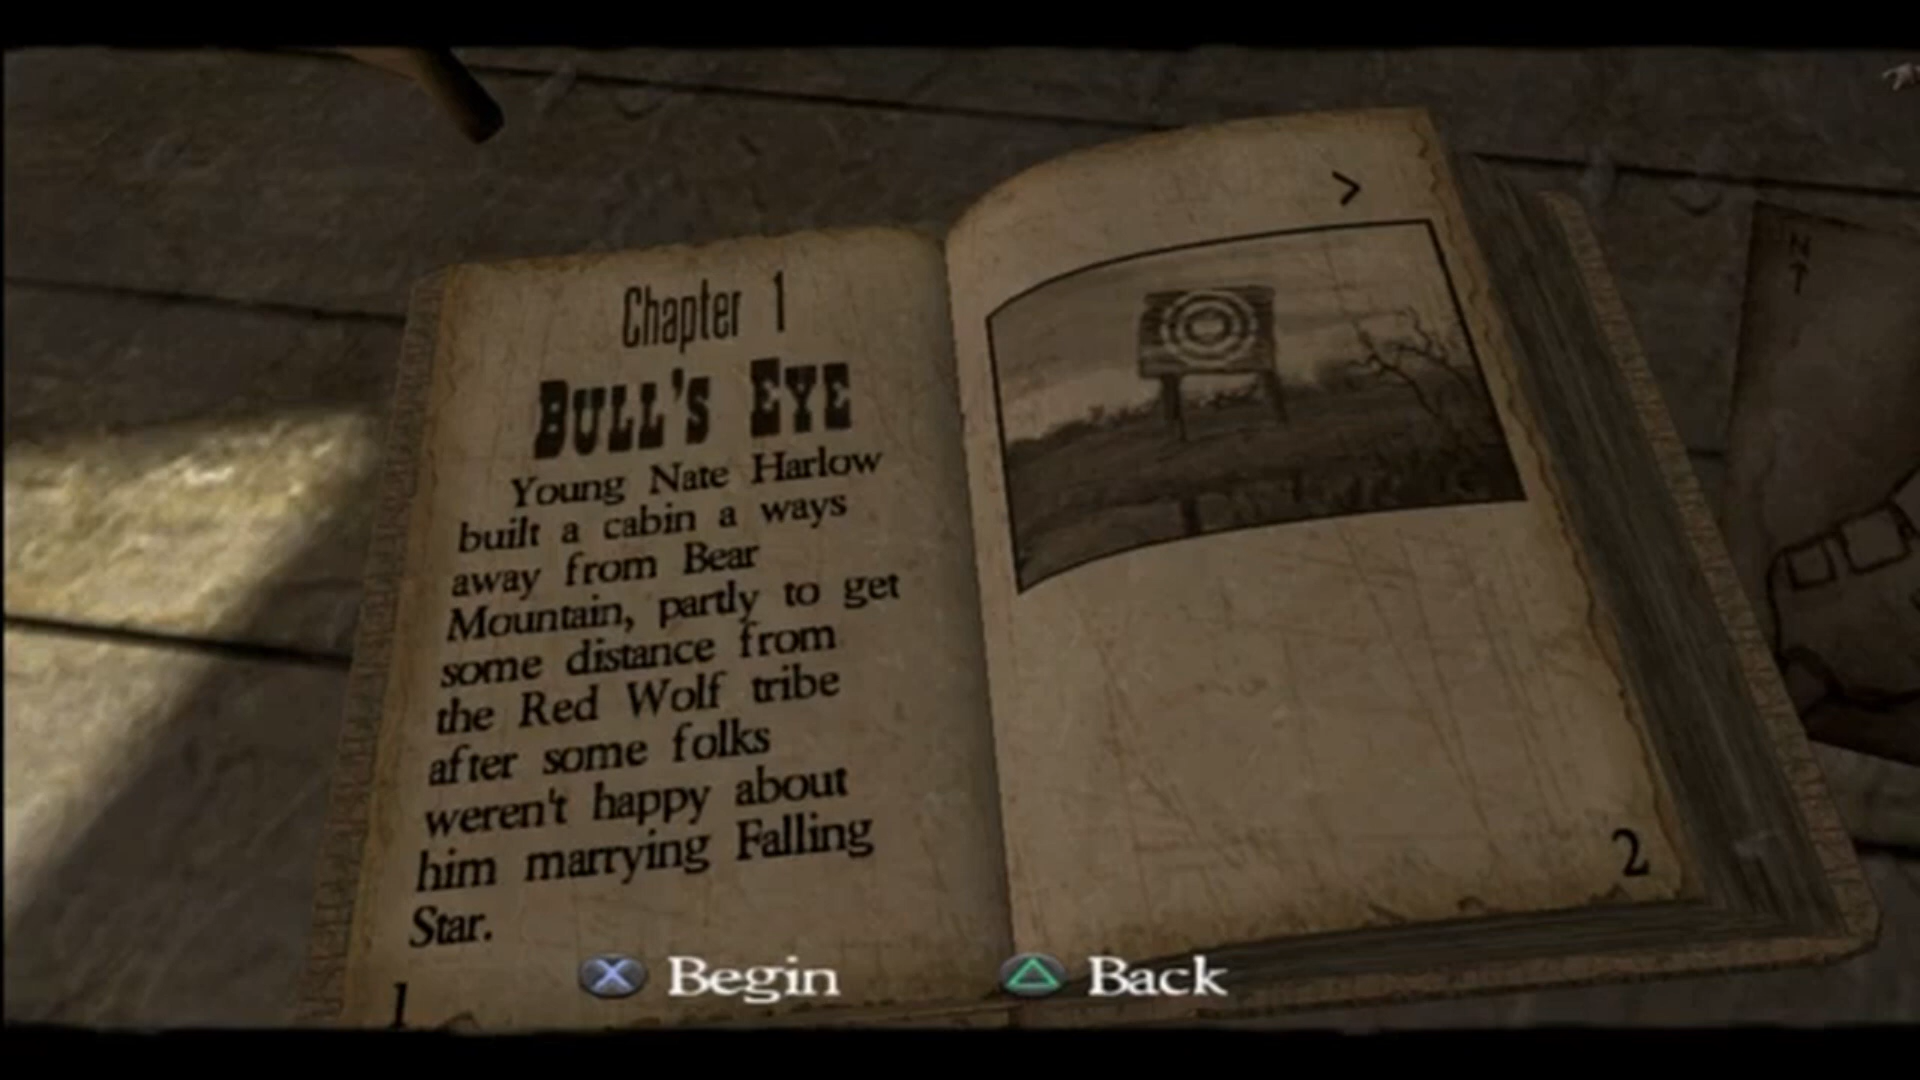 Chapter 1
BULL'S EYE
Young Nate Harlow
built a cabin a ways
away from Bear
Mountain, partly to get
some distance from
the Red Wolf tribe
after some folks
weren't happy about
him marrying Falling
Star.
1
>
2
N
T
Begin
Back